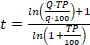 t = ln(Q·TP / q·100) + 1 / ln(1 + TP / 100)